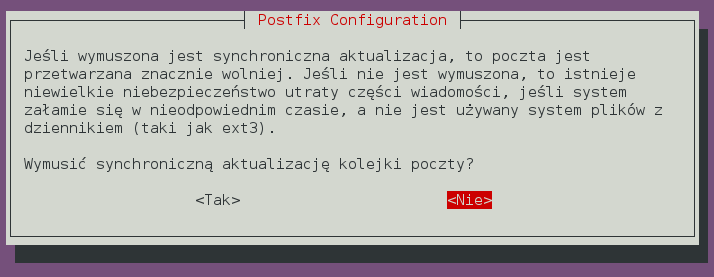 Postfix Configuration
Jeśli wymuszona jest synchroniczna aktualizacja, to poczta jest
przetwarzana znacznie wolniej. Jeśli nie jest wymuszona, to istnieje
niewielkie niebezpieczeństwo utraty części wiadomości, jeśli system
załamie się w nieodpowiednim czasie, a nie jest używany system plików z
dziennikiem (taki jak ext3).
Wymusić synchroniczną aktualizację kolejki poczty?
<Tak> <Nie>